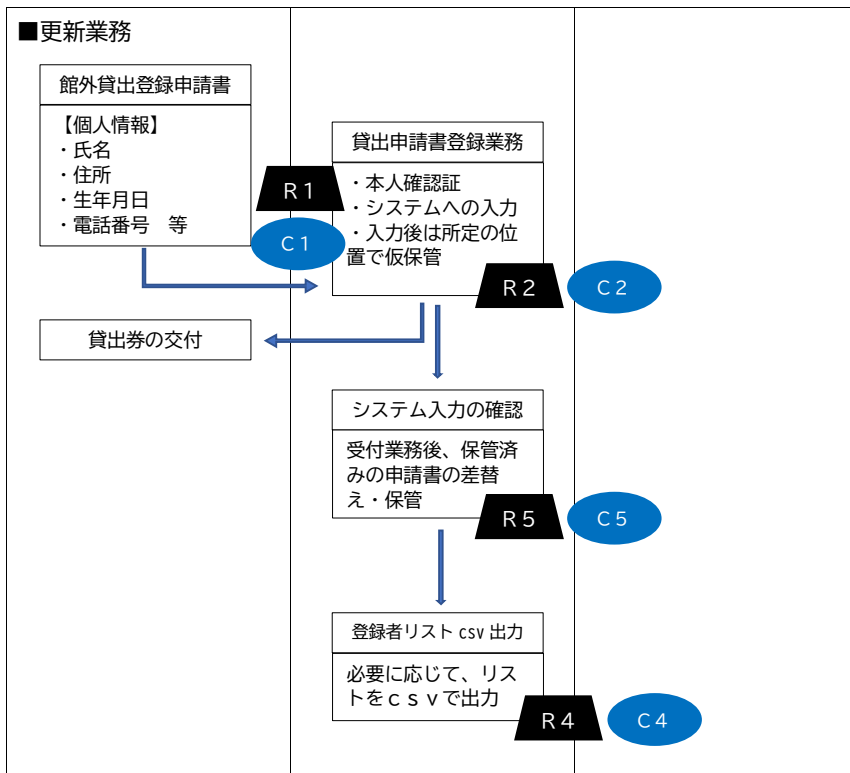 ■更新業務
館外貸出登録申請書
【個人情報】
・氏名
・住所
・生年月日
・電話番号　等
R１
C１
貸出申請書登録業務
・本人確認証
・システムへの入力
・入力後は所定の位
置で仮保管
R２
C２
貸出券の交付
システム入力の確認
受付業務後、保管済
みの申請書の差替
え・保管
R５
C５
登録者リスト csv 出力
必要に応じて、リス
トをｃｓｖで出力
R４
C４